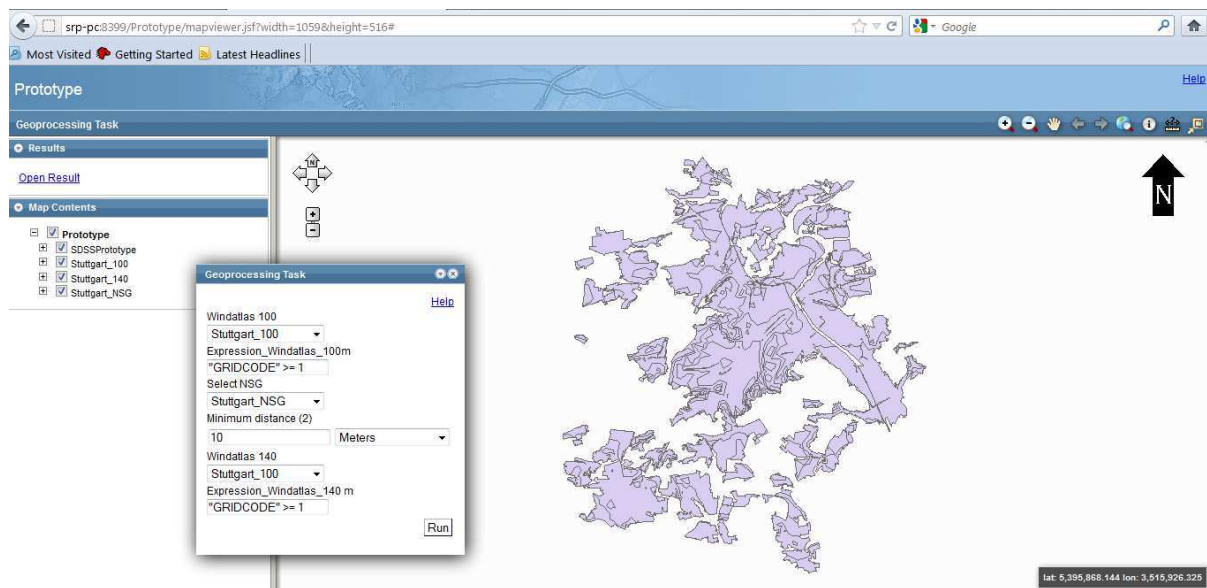 srp-pc:8399/Prototype/mapviewer.jsf?width=1059&height=516#
Google
Most Visited Getting Started Latest Headlines
Prototype
Help
Geoprocessing Task
Results
Open Result
Map Contents
Prototype
SDSSPrototype
Stuttgart_100
Stuttgart_140
Stuttgart_NSG
Geoprocessing Task
Help
Windatlas 100
Stuttgart_100
Expression_Windatlas_100m
"GRIDCODE" >= 1
Select NSG
Stuttgart_NSG
Minimum distance (2)
10 Meters
Windatlas 140
Stuttgart_100
Expression_Windatlas_140 m
"GRIDCODE" >= 1
Run
N
N
lat: 5,395,868.144 lon: 3,515,926.325